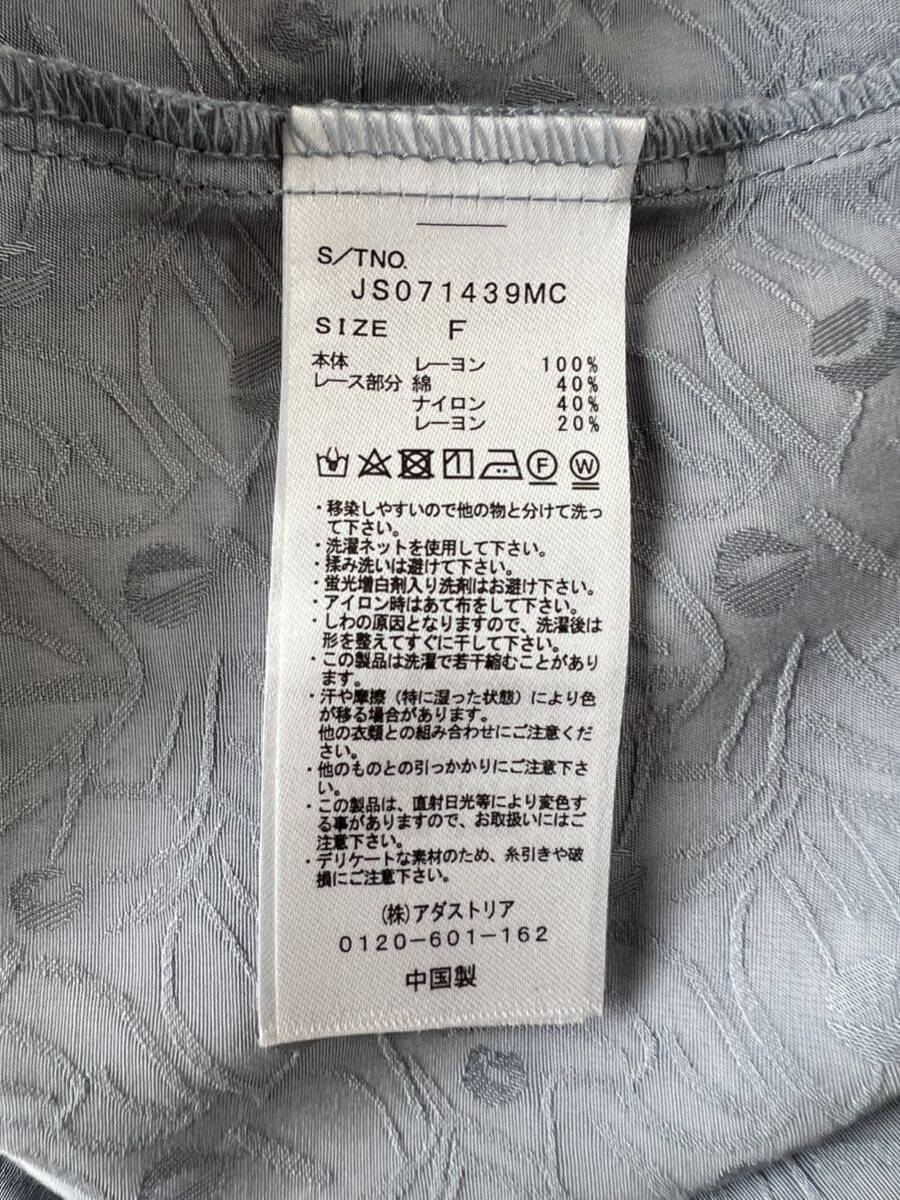 S/TNO.
JS071439MC
SIZE F
本体 レーヨン 100%
レース部分 綿 40%
ナイロン 40%
レーヨン 20%
F W
・移染しやすいので他の物と分けて洗っ
て下さい。
・洗濯ネットを使用して下さい。
・揉み洗いは避けて下さい。
・蛍光増白剤入り洗剤はお避け下さい。
・アイロン時はあて布をして下さい。
・しわの原因となりますので、洗濯後は
形を整えてすぐに干して下さい。
・この製品は洗濯で若干縮むことがあり
ます。
・汗や摩擦（特に湿った状態）により色
が移る場合があります。
他の衣類との組み合わせにご注意くだ
さい。
・他のものとの引っかかりにご注意下さ
い。
・この製品は、直射日光等により変色す
る事がありますので、お取扱いにはご
注意下さい。
・デリケートな素材のため、糸引きや破
損にご注意下さい。
(株)アダストリア
0120-601-162
中国製